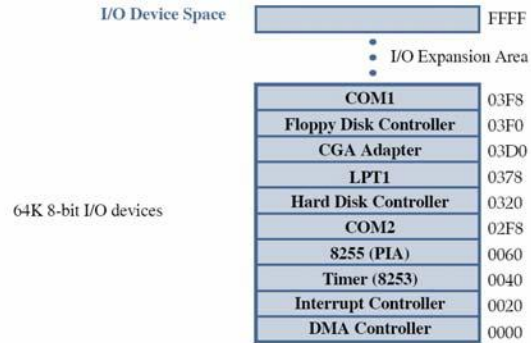 I/O Device Space
FFFF
I/O Expansion Area
COM1 03F8
Floppy Disk Controller 03F0
CGA Adapter 03D0
LPT1 0378
Hard Disk Controller 0320
64K 8-bit I/O devices
COM2 02F8
8255 (PIA) 0060
Timer (8253) 0040
Interrupt Controller 0020
DMA Controller 0000